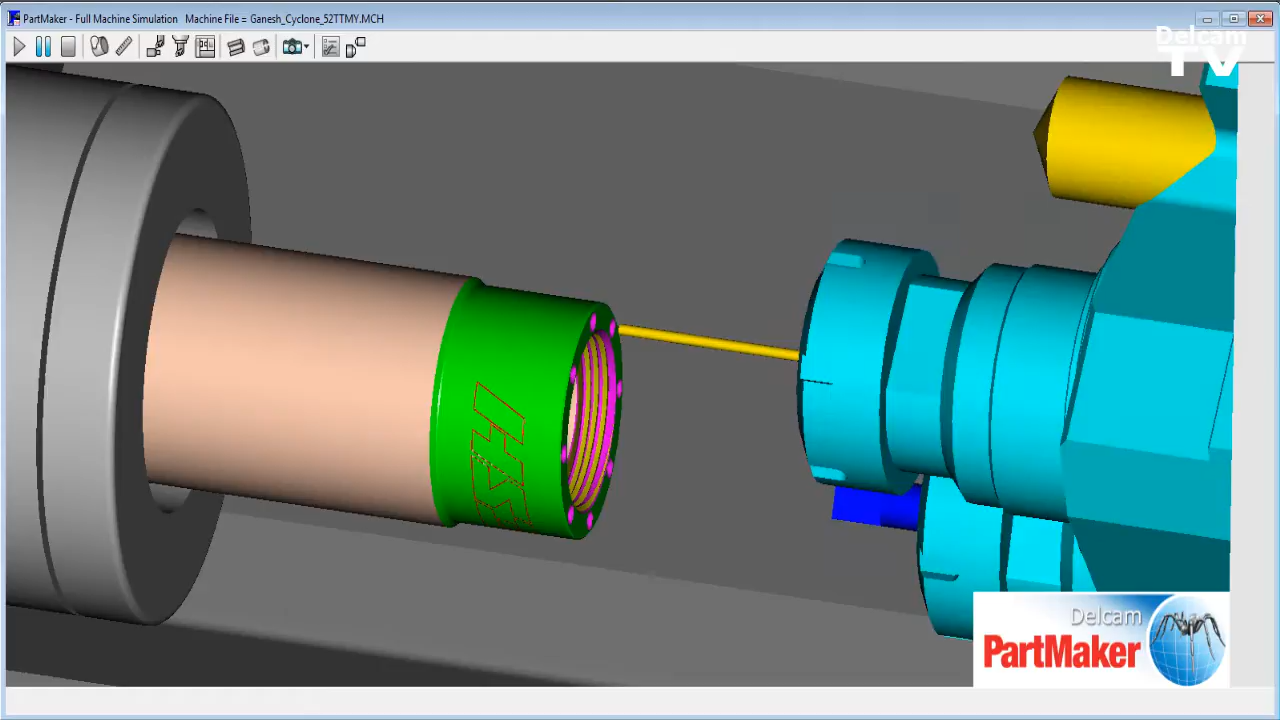 PartMaker - Full Machine Simulation   Machine File = Ganesh_Cyclone_52TTMY.MCH
Delcam
TV
Delcam
PartMaker